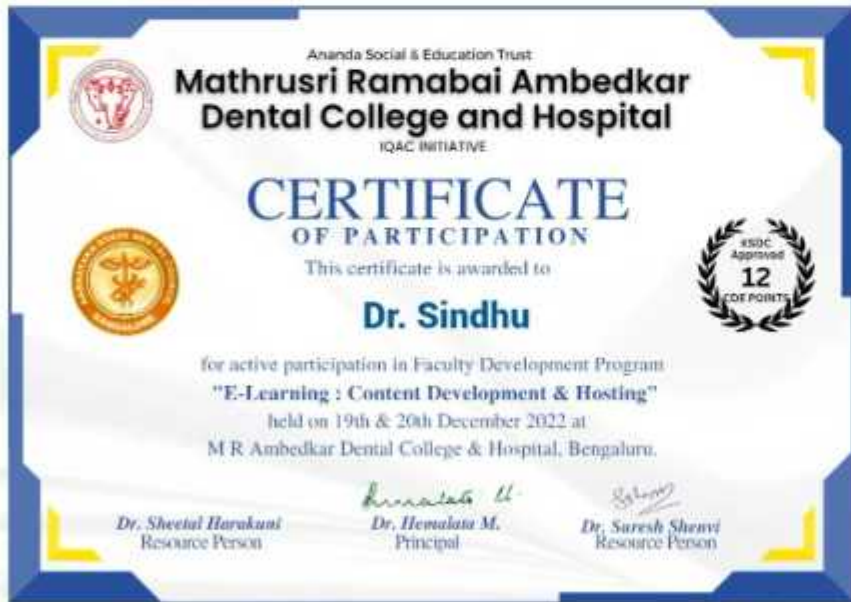 Ananda Social & Education Trust
Mathrusri Ramabai Ambedkar
Dental College and Hospital
IQAC INITIATIVE
CERTIFICATE
OF PARTICIPATION
This certificate is awarded to
KSDC
Approved
12
CDE POINTS
BENGALURU
Dr. Sindhu
for active participation in Faculty Development Program
"E-Learning : Content Development & Hosting"
held on 19th & 20th December 2022 at
M R Ambedkar Dental College & Hospital, Bengaluru.
Dr. Sheetal Harakuni
Resource Person
Dr. Hemalata M.
Principal
Dr. Suresh Shenvi
Resource Person